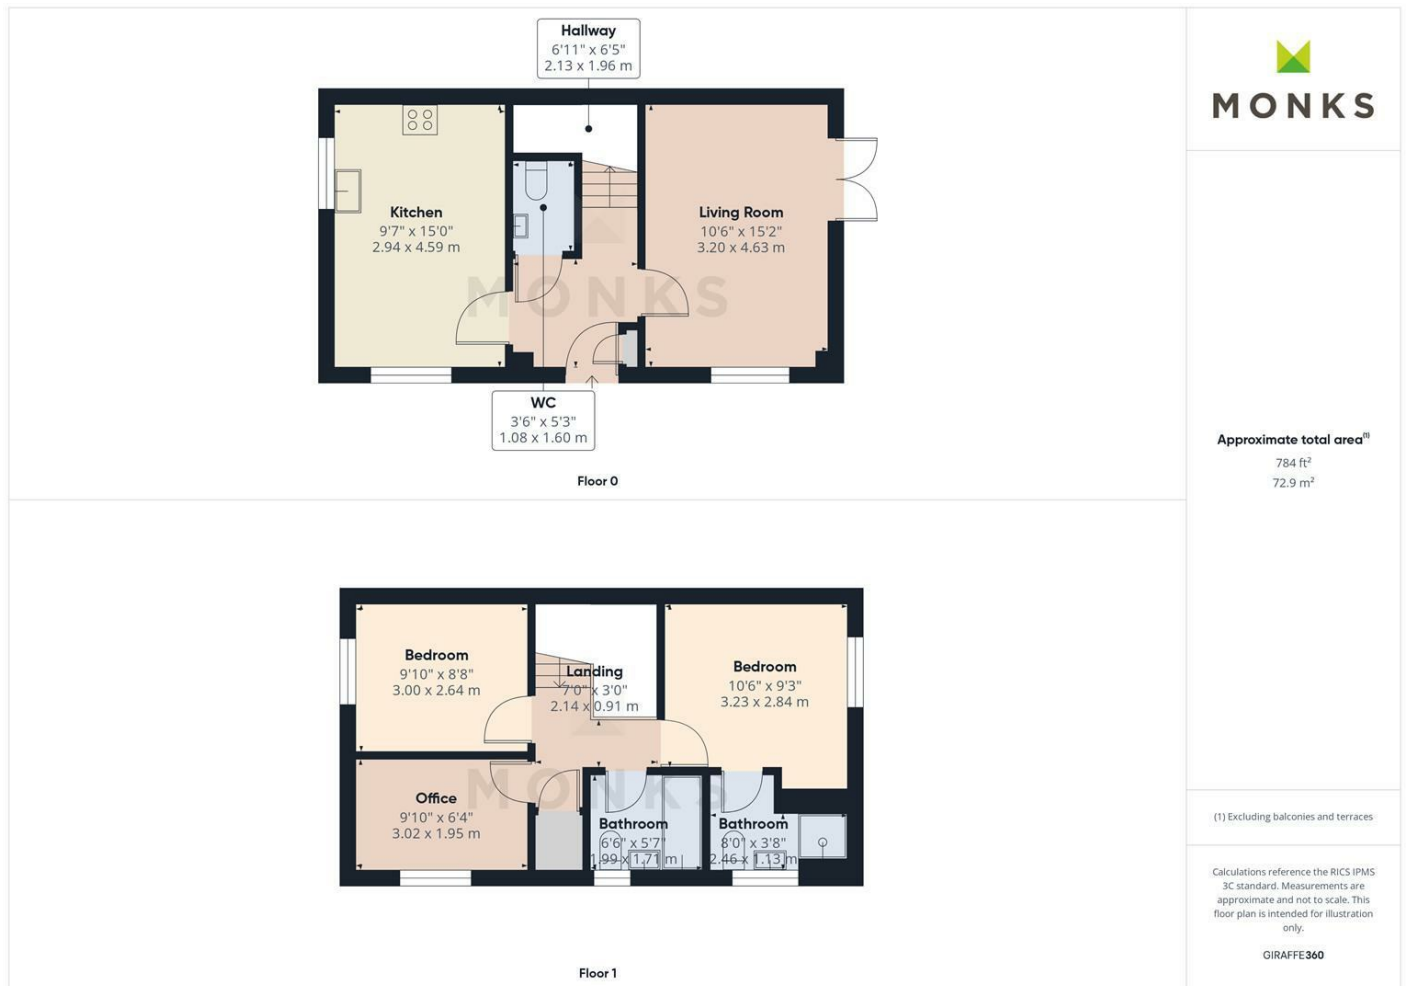 Hallway
6'11" x 6'5"
2.13 x 1.96 m
MONKS
Kitchen
9'7" x 15'0"
2.94 x 4.59 m
Living Room
10'6" x 15'2"
3.20 x 4.63 m
MONKS
WC
3'6" x 5'3"
1.08 x 1.60 m
Floor 0
Approximate total area(1)
784 ft²
72.9 m²
Bedroom
9'10" x 8'8"
3.00 x 2.64 m
Landing
7'0" x 3'0"
2.14 x 0.91 m
Bedroom
10'6" x 9'3"
3.23 x 2.84 m
MONKS
Office
9'10" x 6'4"
3.02 x 1.95 m
Bathroom
6'6" x 5'7"
1.99 x 1.71 m
Bathroom
8'0" x 3'8"
2.46 x 1.13 m
Floor 1
(1) Excluding balconies and terraces
Calculations reference the RICS IPMS
3C standard. Measurements are
approximate and not to scale. This
floor plan is intended for illustration
only.
GIRAFFE360